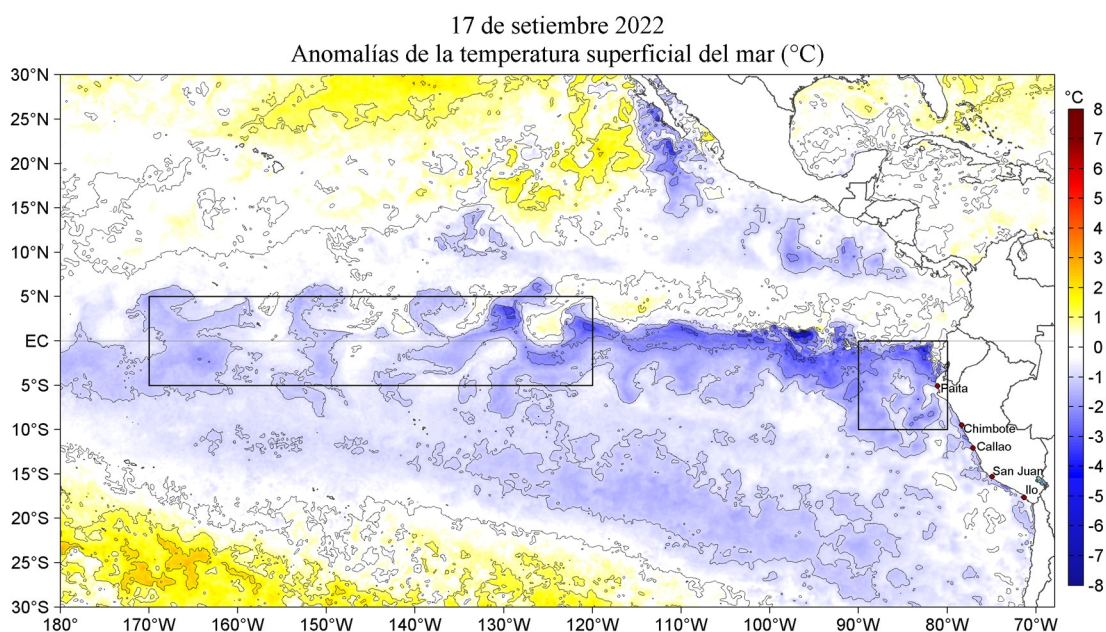 17 de setiembre 2022
Anomalías de la temperatura superficial del mar (°C)
°C
30°N
25°N
20°N
15°N
10°N
5°N
EC
5°S
10°S
15°S
20°S
25°S
30°S
180
170°W
160°W
150°W
140°W
130°W
120°W
110°W
100°W
90°W
80°W
70°W
Paita
Chimbote
Callao
San Juan
Ilo
8
7
6
5
4
3
2
1
0
-1
-2
-3
-4
-5
-6
-7
-8